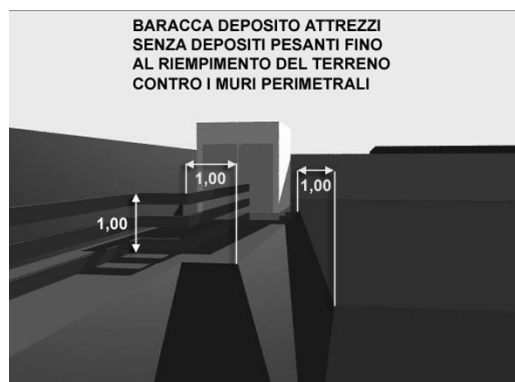 BARACCA DEPOSITO ATTREZZI
SENZA DEPOSITI PESANTI FINO
AL RIEMPIMENTO DEL TERRENO
CONTRO I MURI PERIMETRALI
1,00
1,00
1,00